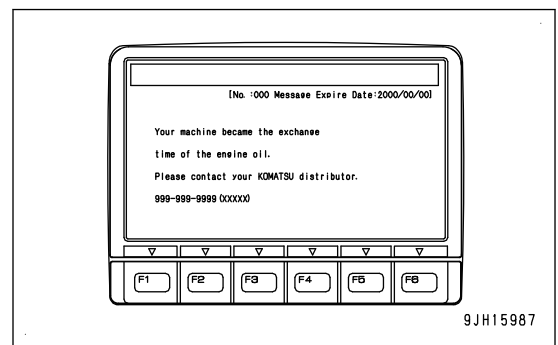 [No. :000 Message Expire Date:2000/00/00]
Your machine became the exchange
time of the engine oil.
Please contact your KOMATSU distributor.
999-999-9999(XXXXX)
F1 F2 F3 F4 F5 F6
9JH15987